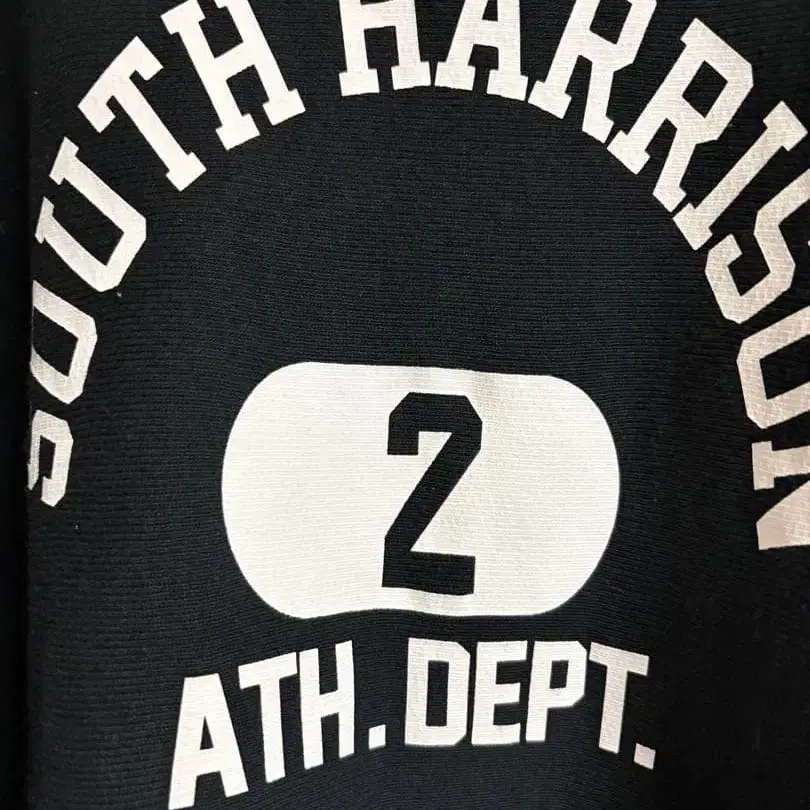 SOUTH HARRISON
2
ATH. DEPT.